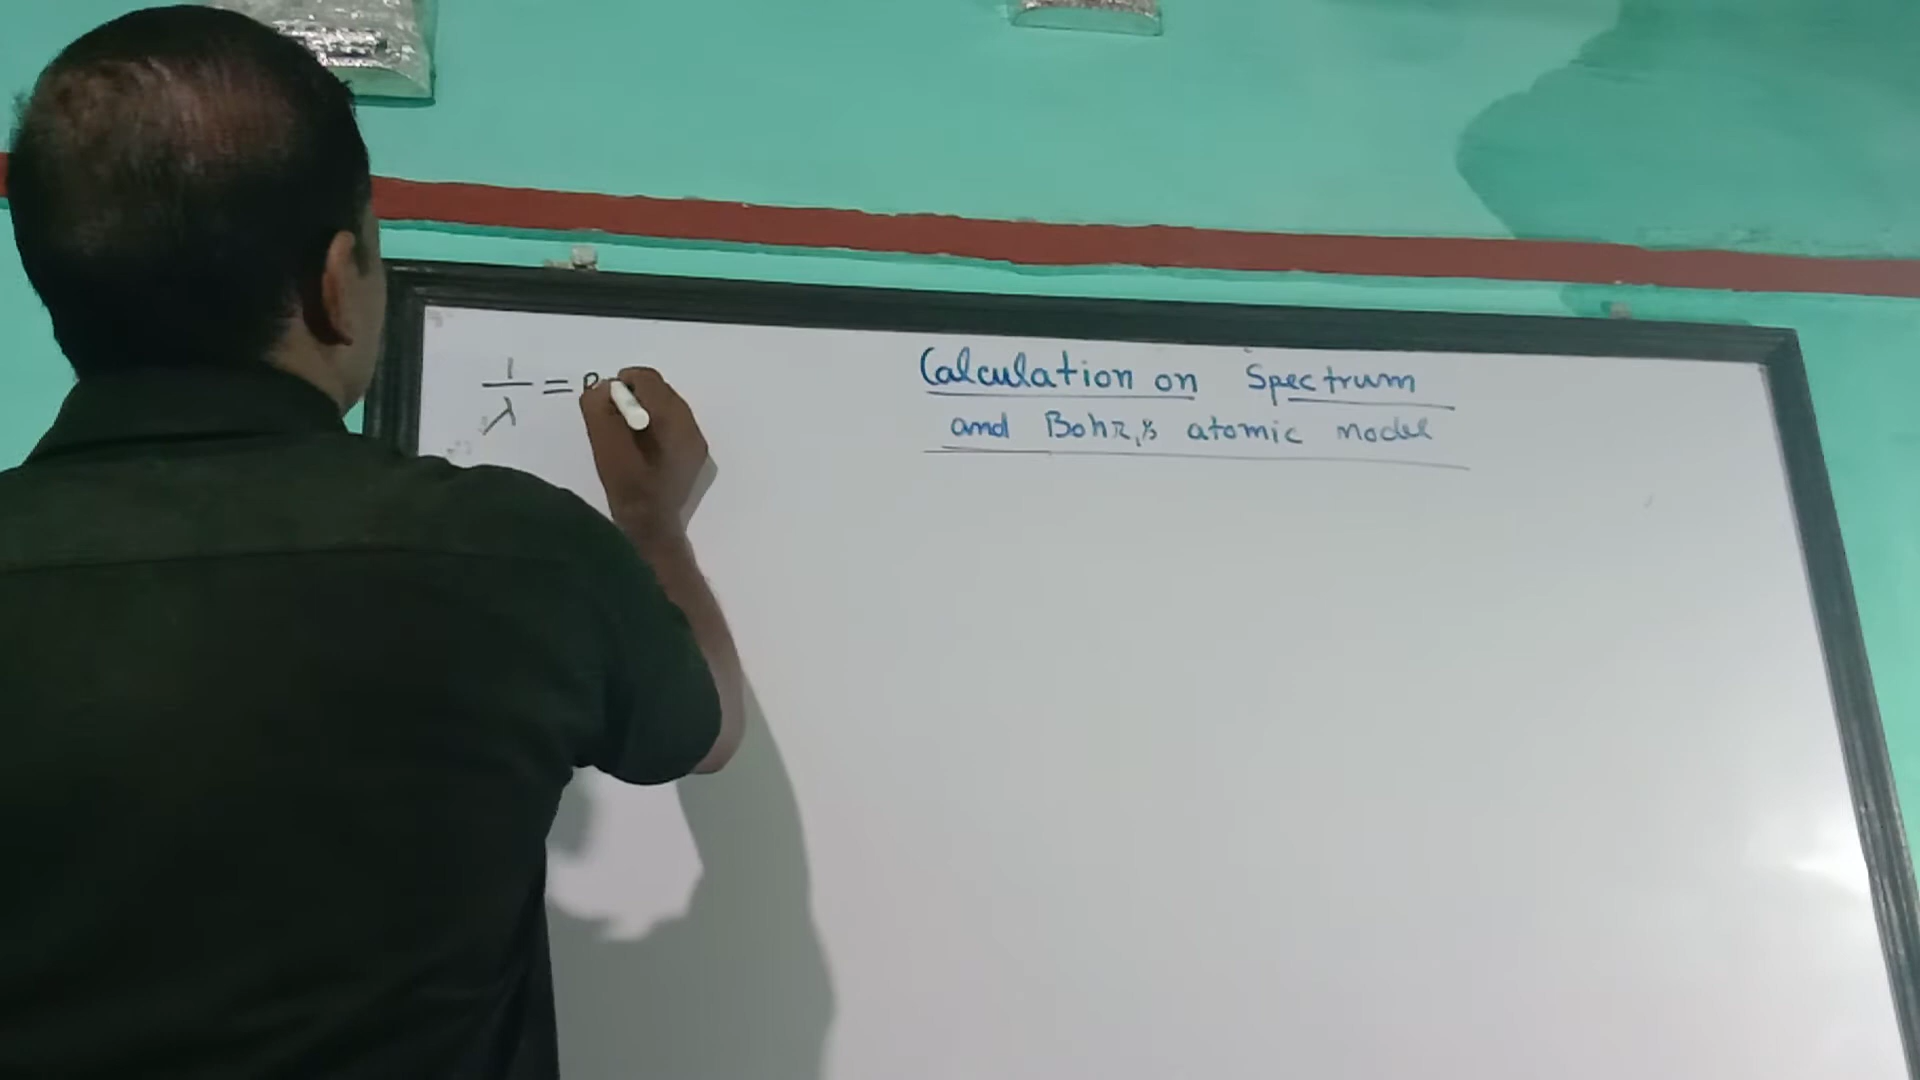 Calculation on Spectrum
and Bohr,s atomic model
1/λ = R